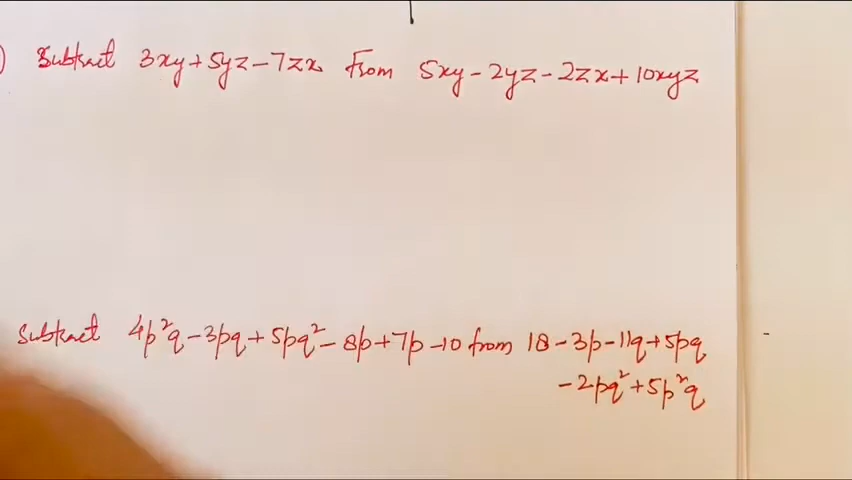 ) Subtract 3xy+5yz-7zx from 5xy-2yz-2zx+10xyz
Subtract 4p²q-3pq+5pq²-8p+7p-10 from 18-3p-11q+5pq
-2pq²+5p²q